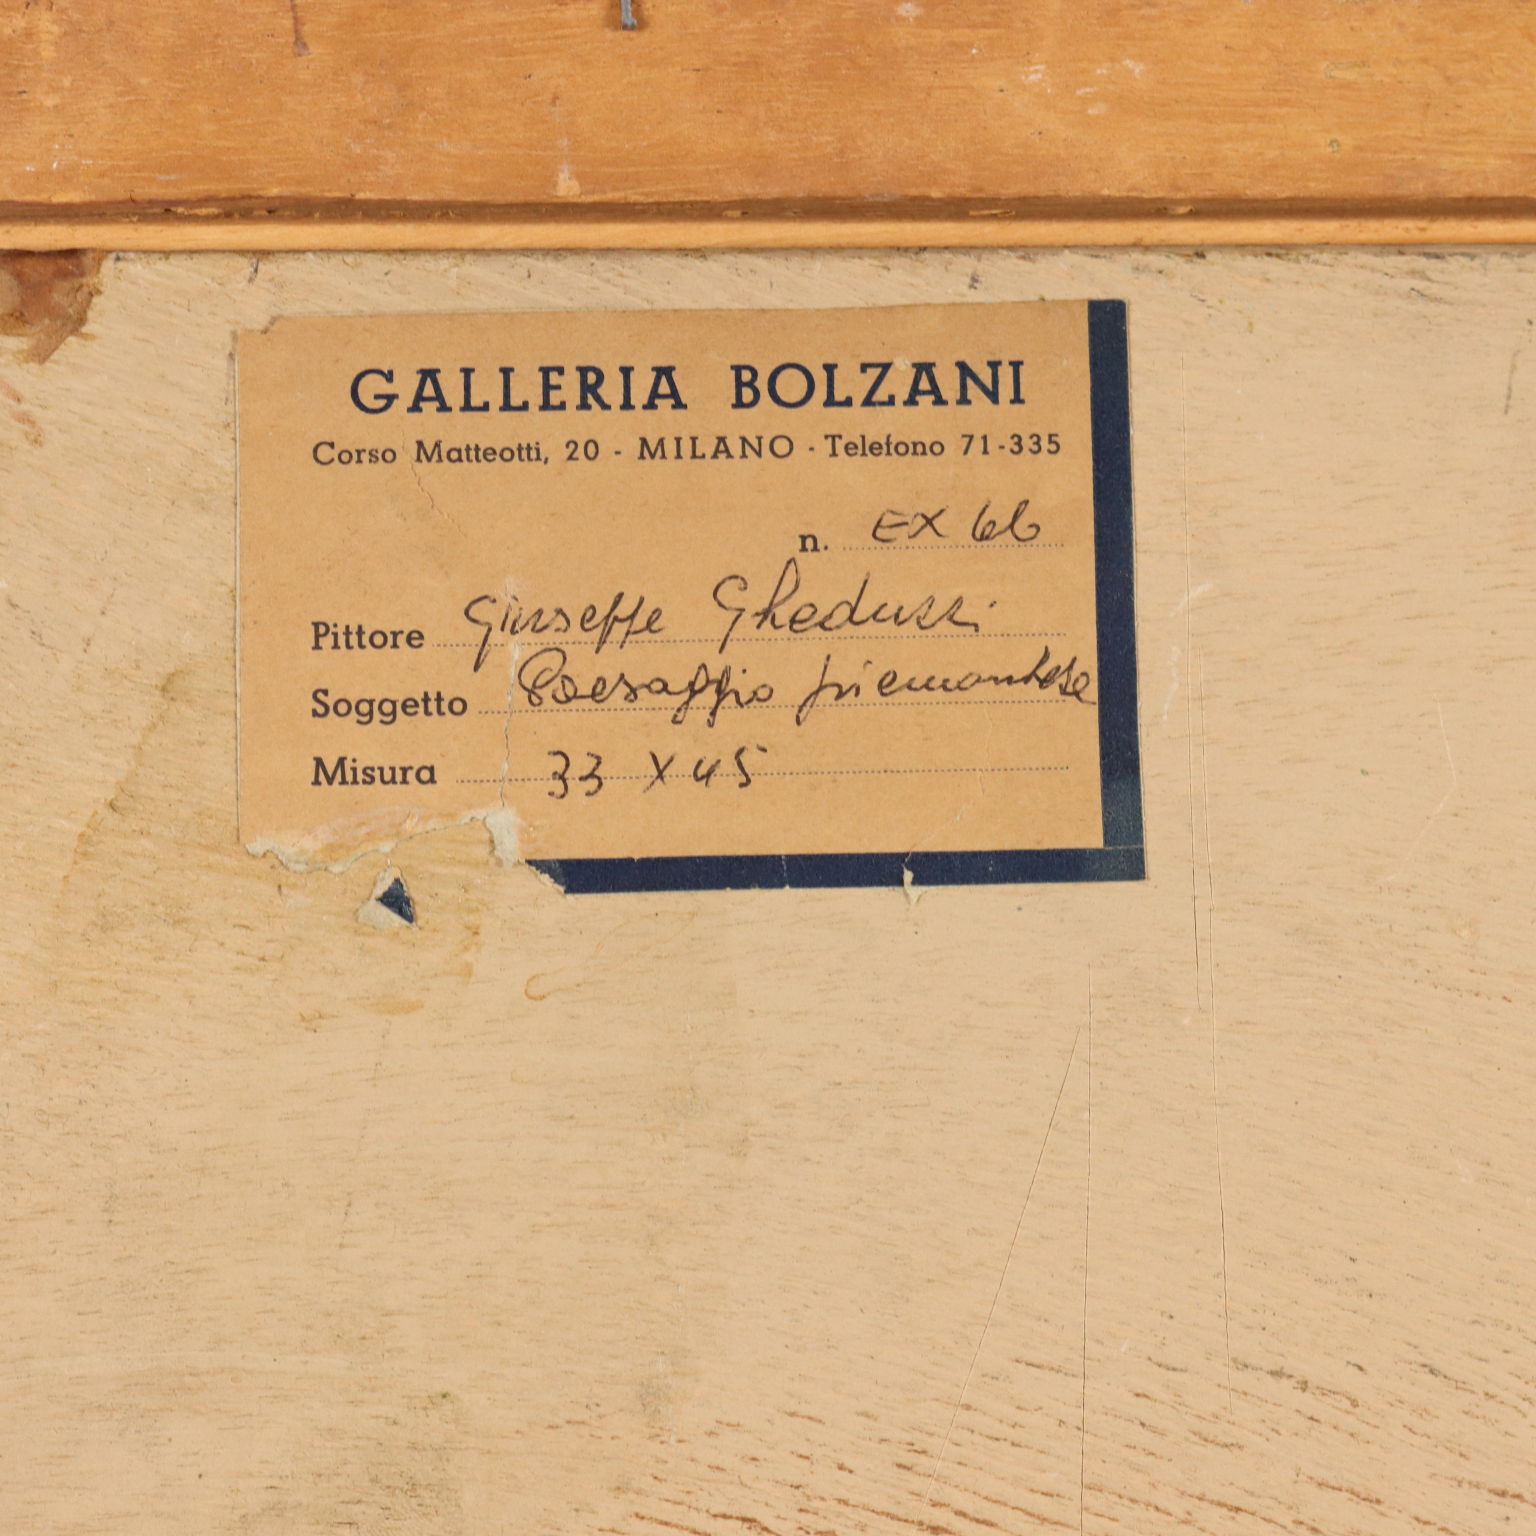 GALLERIA BOLZANI
Corso Matteotti, 20 - MILANO - Telefono 71-335
n. EX 66
Pittore Giuseppe Gheduzzi
Soggetto Paesaggio piemontese
Misura 33 X 45